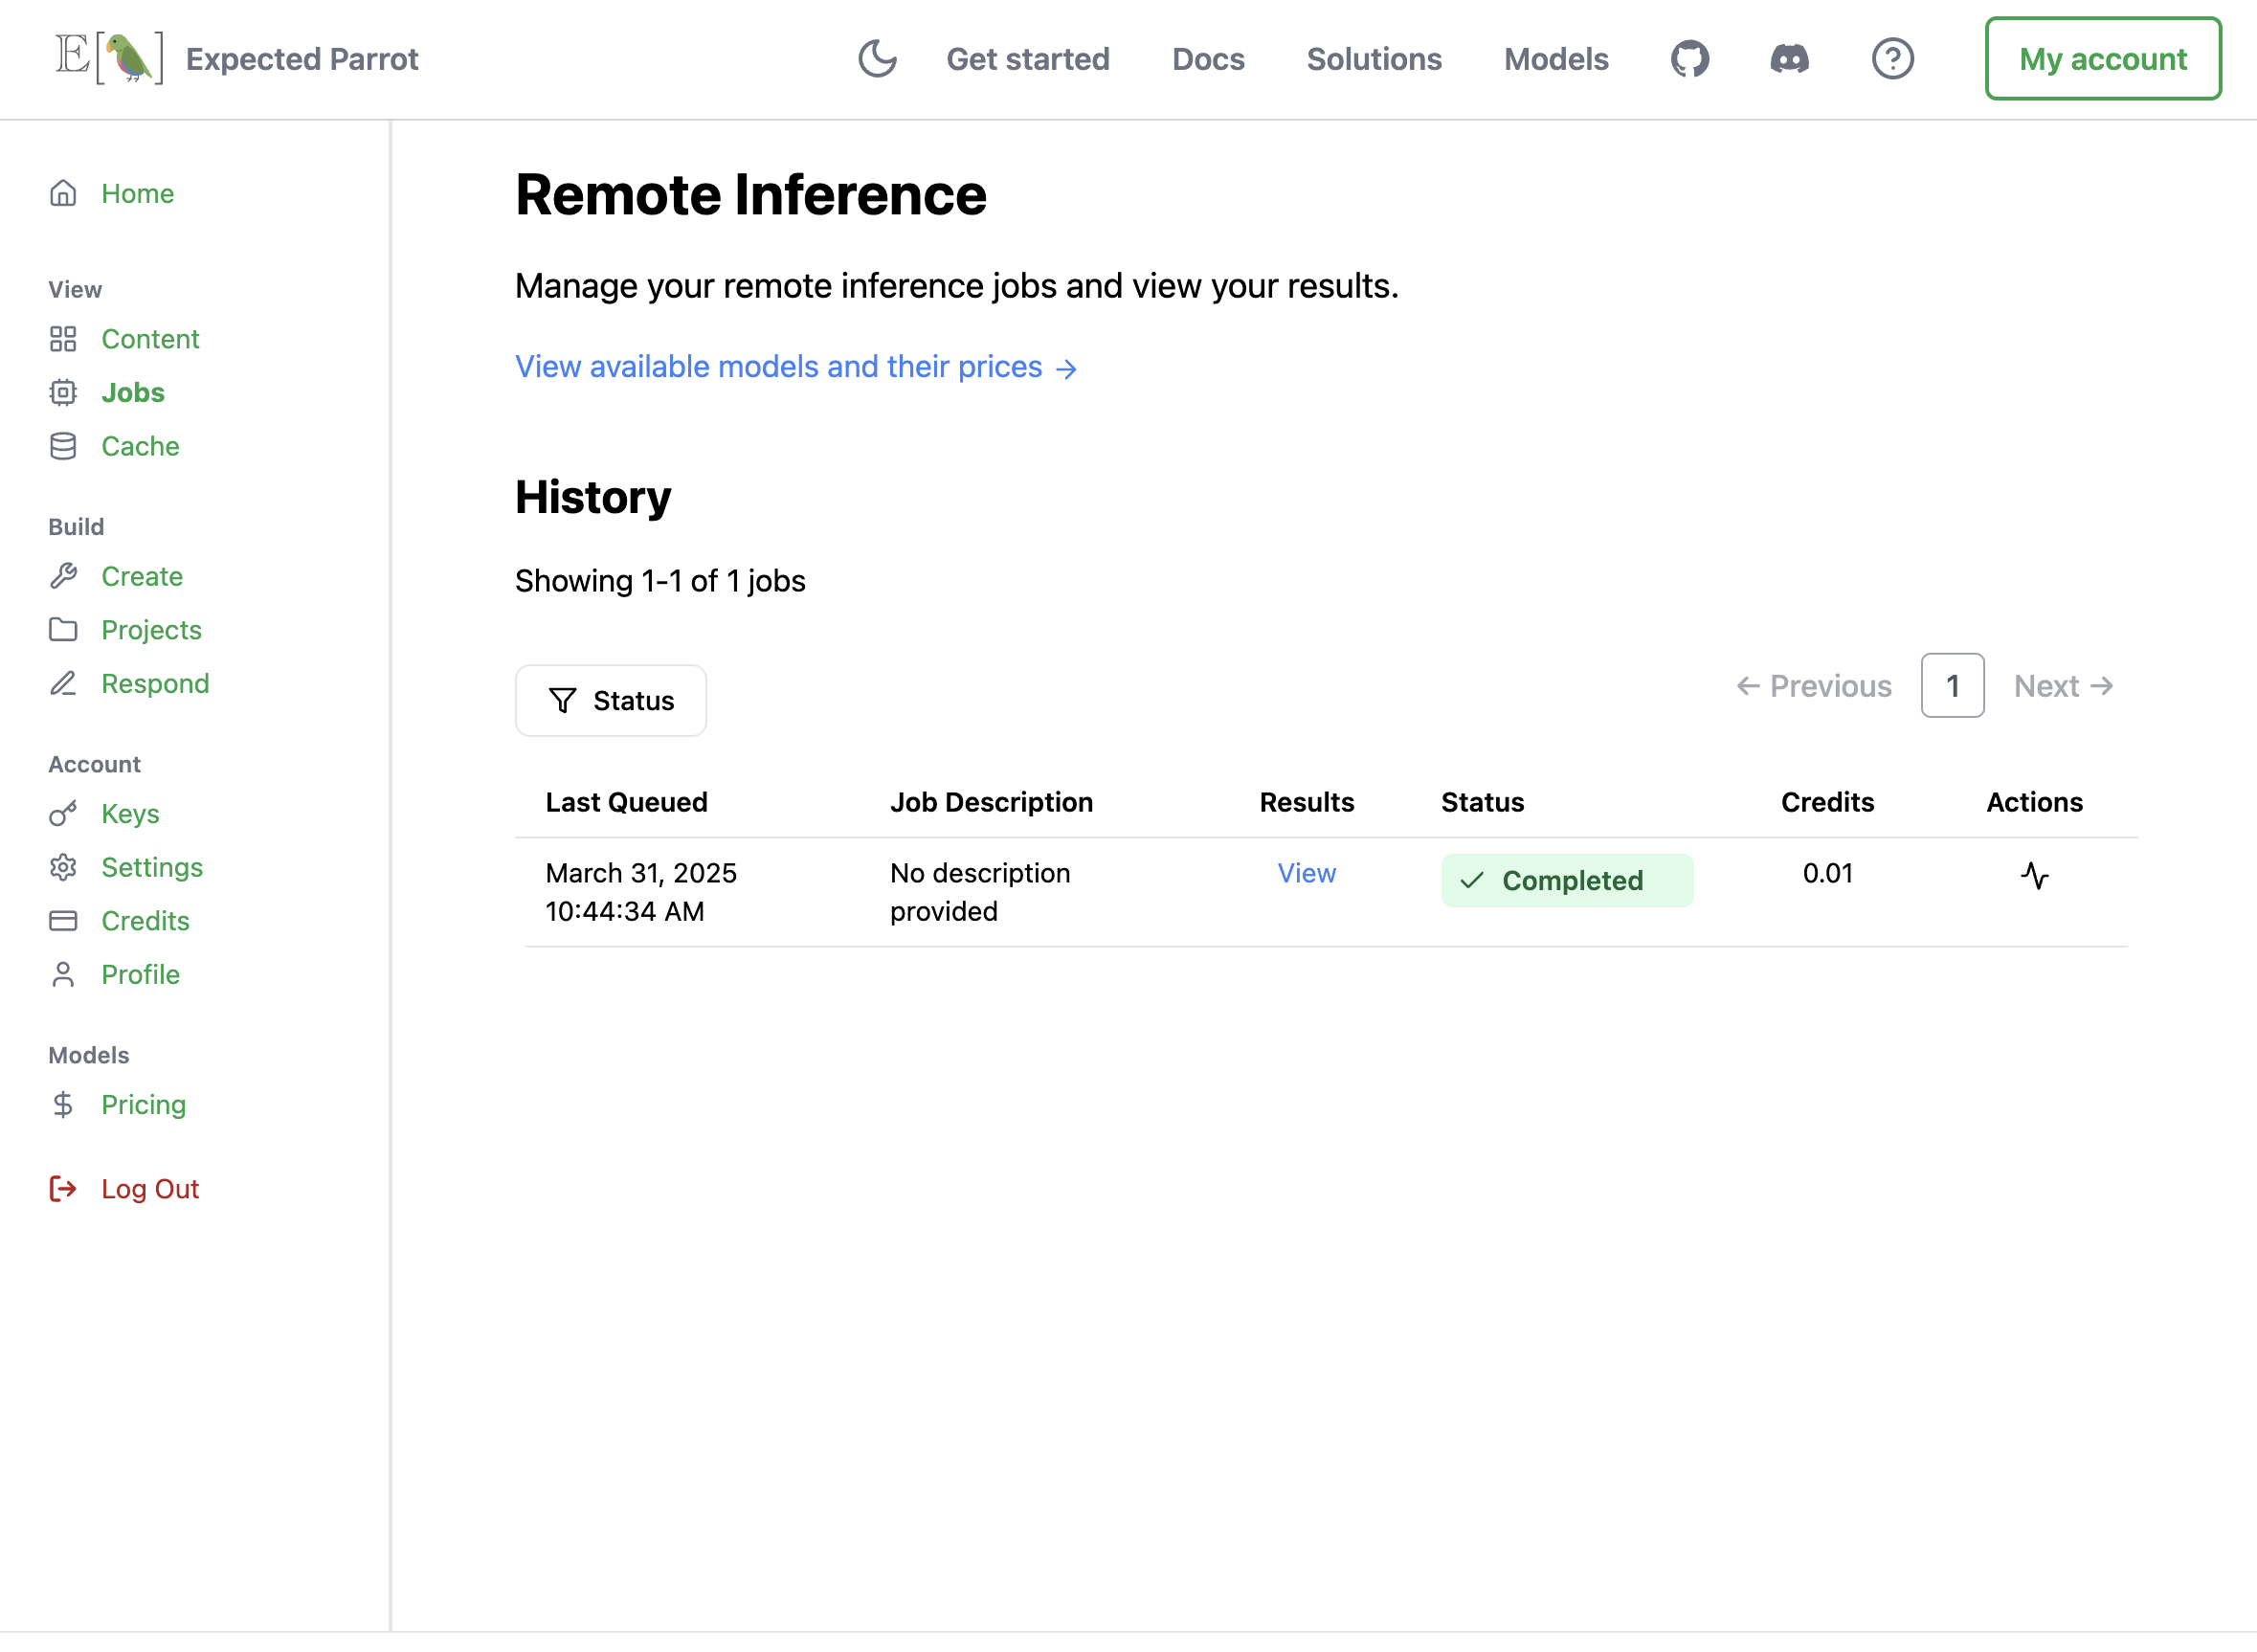 E[🦜] Expected Parrot
Get started
Docs
Solutions
Models
My account
Home
View
Content
Jobs
Cache
Build
Create
Projects
Respond
Account
Keys
Settings
Credits
Profile
Models
Pricing
Log Out
Remote Inference
Manage your remote inference jobs and view your results.
View available models and their prices →
History
Showing 1-1 of 1 jobs
Status
← Previous
1
Next →
Last Queued
Job Description
Results
Status
Credits
Actions
March 31, 2025
10:44:34 AM
No description
provided
View
Completed
0.01